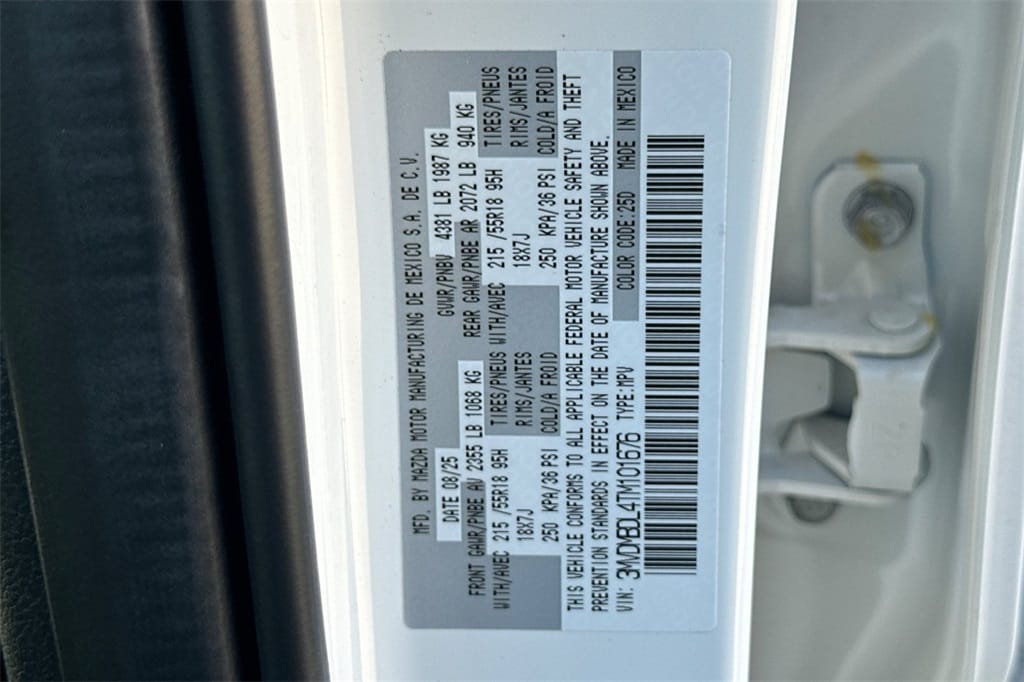 MFD. BY MAZDA MOTOR MANUFACTURING DE MEXICO S.A. DE C.V.
DATE 08/25 GVWR/PNBV 4381 LB 1987 KG
FRONT GAWR/PNBE AV 2355 LB 1068 KG REAR GAWR/PNBE AR 2072 LB 940 KG
WITH/AVEC 215 /55R18 95H TIRES/PNEUS WITH/AVEC 215 /55R18 95H TIRES/PNEUS
18X7J RIMS/JANTES 18X7J RIMS/JANTES
250 KPA/36 PSI COLD/A FROID 250 KPA/36 PSI COLD/A FROID
THIS VEHICLE CONFORMS TO ALL APPLICABLE FEDERAL MOTOR VEHICLE SAFETY AND THEFT
PREVENTION STANDARDS IN EFFECT ON THE DATE OF MANUFACTURE SHOWN ABOVE.
VIN: 3MVDMBDL4TM101676 TYPE:MPV COLOR CODE:25D MADE IN MEXICO